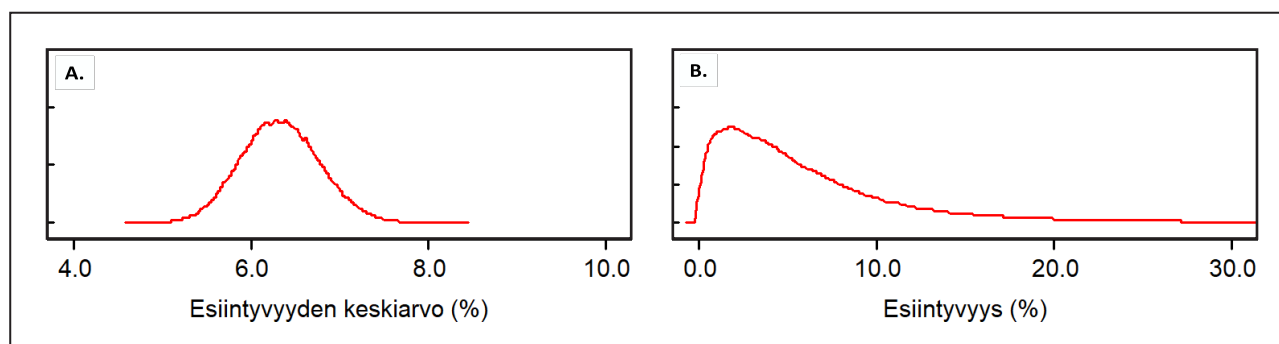 A.
4.0 6.0 8.0 10.0
Esiintyvyyden keskiarvo (%)
B.
0.0 10.0 20.0 30.0
Esiintyvyys (%)